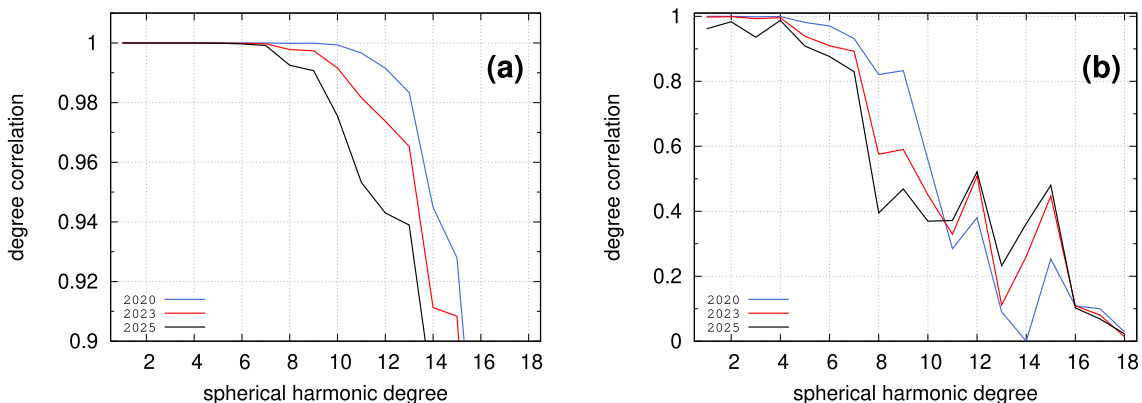 (a)
degree correlation
1
0.98
0.96
0.94
0.92
0.9
2020
2023
2025
2 4 6 8 10 12 14 16 18
spherical harmonic degree
(b)
degree correlation
1
0.8
0.6
0.4
0.2
0
2020
2023
2025
2 4 6 8 10 12 14 16 18
spherical harmonic degree